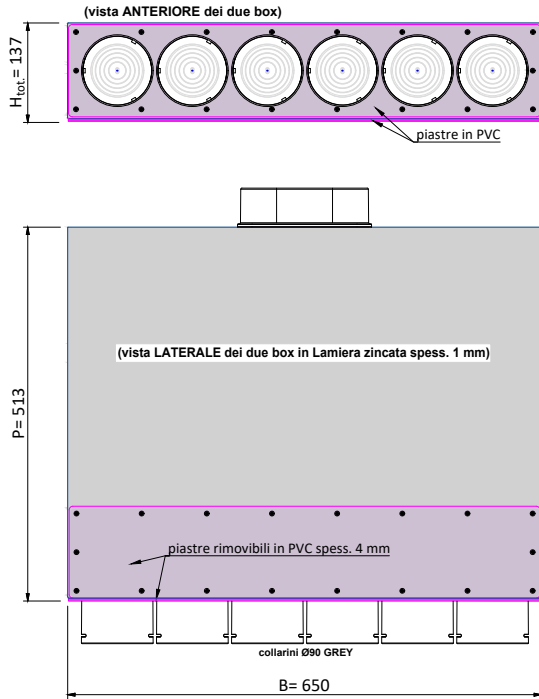 (vista ANTERIORE dei due box)
Htot.= 137
piastre in PVC
(vista LATERALE dei due box in Lamiera zincata spess. 1 mm)
P= 513
piastre rimovibili in PVC spess. 4 mm
collarini Ø90 GREY
B= 650